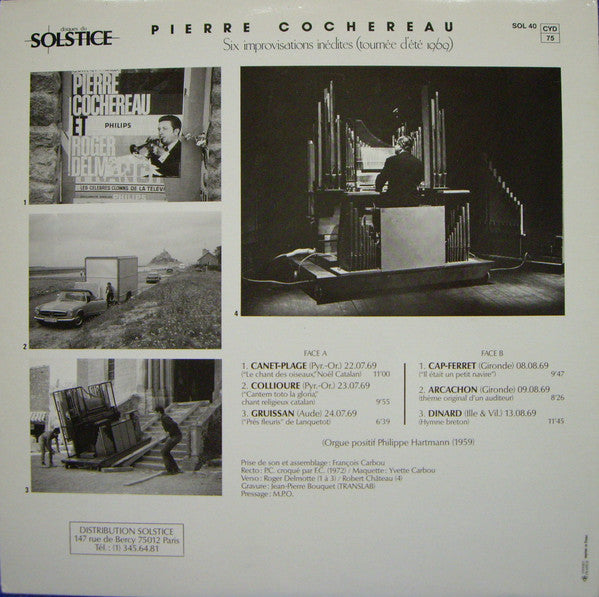 disques du
SOLSTICE
PIERRE COCHEREAU
Six improvisations inédites (tournée d'été 1969)
SOL 40
CYD
75
PIERRE
COCHEREAU
ET
PHILIPS
ROGER
DELMOTTE
LES CELEBRES CLOWNS DE LA TELEV
PHILIPS
1
2
3
4
FACE A
1. CANET-PLAGE (Pyr.-Or.) 22.07.69
("Le chant des oiseaux", Noël Catalan) 11'00
2. COLLIOURE (Pyr.-Or.) 23.07.69
("Cantem toto la gloria",
chant religieux catalan) 9'55
3. GRUISSAN (Aude) 24.07.69
("Prés fleuris" de Lanquetot) 6'39
FACE B
1. CAP-FERRET (Gironde) 08.08.69
("Il était un petit navire") 9'47
2. ARCACHON (Gironde) 09.08.69
(thème original d'un auditeur) 8'26
3. DINARD (Ille & Vil.) 13.08.69
(Hymne breton) 11'45
(Orgue positif Philippe Hartmann (1959)
Prise de son et assemblage : François Carbou
Recto : P.C. croqué par F.C. (1972) / Maquette : Yvette Carbou
Verso : Roger Delmotte (1 à 3) / Robert Château (4)
Gravure : Jean-Pierre Bouquet (TRANSLAB)
Pressage : M.P.O.
DISTRIBUTION SOLSTICE
147 rue de Bercy 75012 Paris
Tél. : (1) 345.64.81